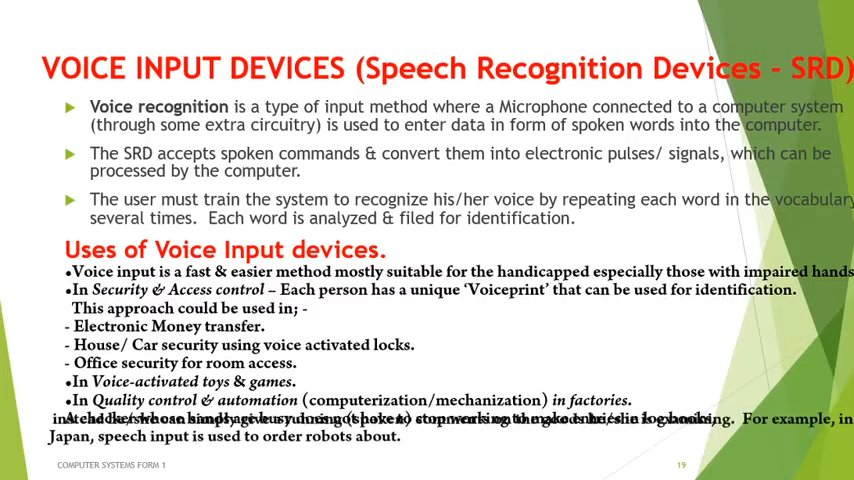 VOICE INPUT DEVICES (Speech Recognition Devices - SRD)
Voice recognition is a type of input method where a Microphone connected to a computer system
(through some extra circuitry) is used to enter data in form of spoken words into the computer.
The SRD accepts spoken commands & convert them into electronic pulses/ signals, which can be
processed by the computer.
The user must train the system to recognize his/her voice by repeating each word in the vocabulary
several times. Each word is analyzed & filed for identification.
Uses of Voice Input devices.
•Voice input is a fast & easier method mostly suitable for the handicapped especially those with impaired hands
•In Security & Access control – Each person has a unique ‘Voiceprint’ that can be used for identification.
This approach could be used in; -
- Electronic Money transfer.
- House/ Car security using voice activated locks.
- Office security for room access.
•In Voice-activated toys & games.
•In Quality control & automation (computerization/mechanization) in factories.
For example, in
Japan, speech input is used to order robots about.
COMPUTER SYSTEMS FORM 1
19